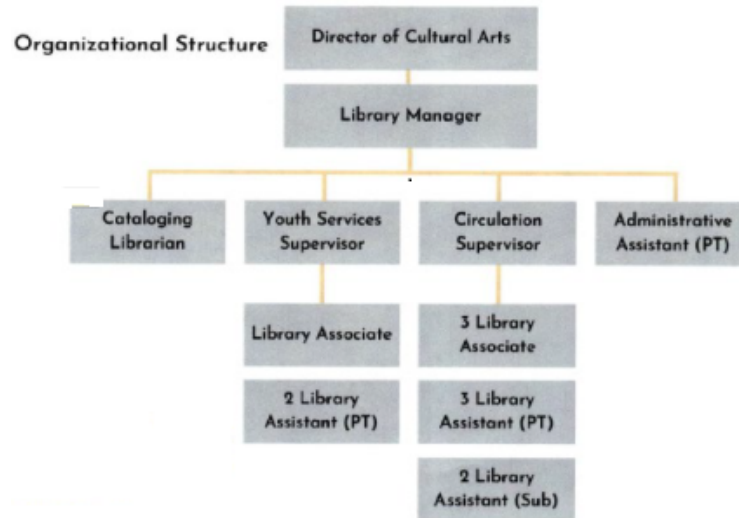 Organizational Structure
Director of Cultural Arts
Library Manager
Cataloging
Librarian
Youth Services
Supervisor
Circulation
Supervisor
Administrative
Assistant (PT)
Library Associate
2 Library
Assistant (PT)
3 Library
Associate
3 Library
Assistant (PT)
2 Library
Assistant (Sub)